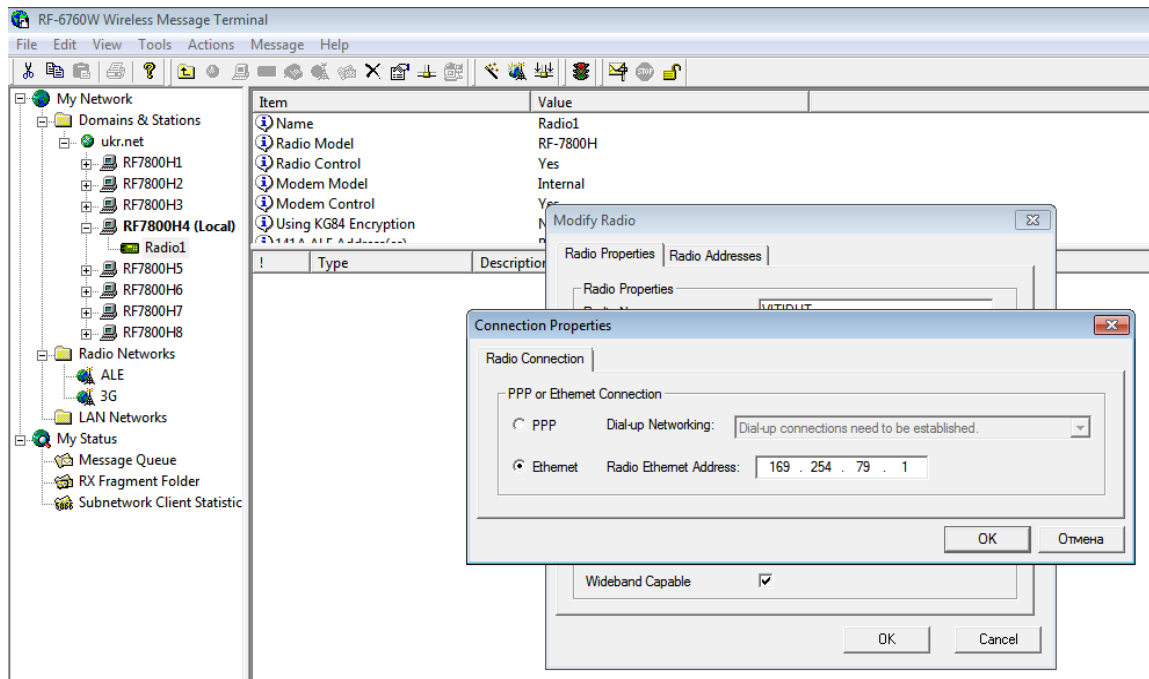 RF-6760W Wireless Message Terminal
File Edit View Tools Actions Message Help
My Network
Domains & Stations
ukr.net
RF7800H1
RF7800H2
RF7800H3
RF7800H4 (Local)
Radio1
RF7800H5
RF7800H6
RF7800H7
RF7800H8
Radio Networks
ALE
3G
LAN Networks
My Status
Message Queue
RX Fragment Folder
Subnetwork Client Statistic
Item Value
Name Radio1
Radio Model RF-7800H
Radio Control Yes
Modem Model Internal
Modem Control Yes
Using KG84 Encryption N
! Type Description
Modify Radio
Radio Properties Radio Addresses
Radio Properties
Connection Properties
Radio Connection
PPP or Ethernet Connection
PPP Dial-up Networking: Dial-up connections need to be established.
Ethernet Radio Ethernet Address: 169 . 254 . 79 . 1
OK Отмена
Wideband Capable
OK Cancel